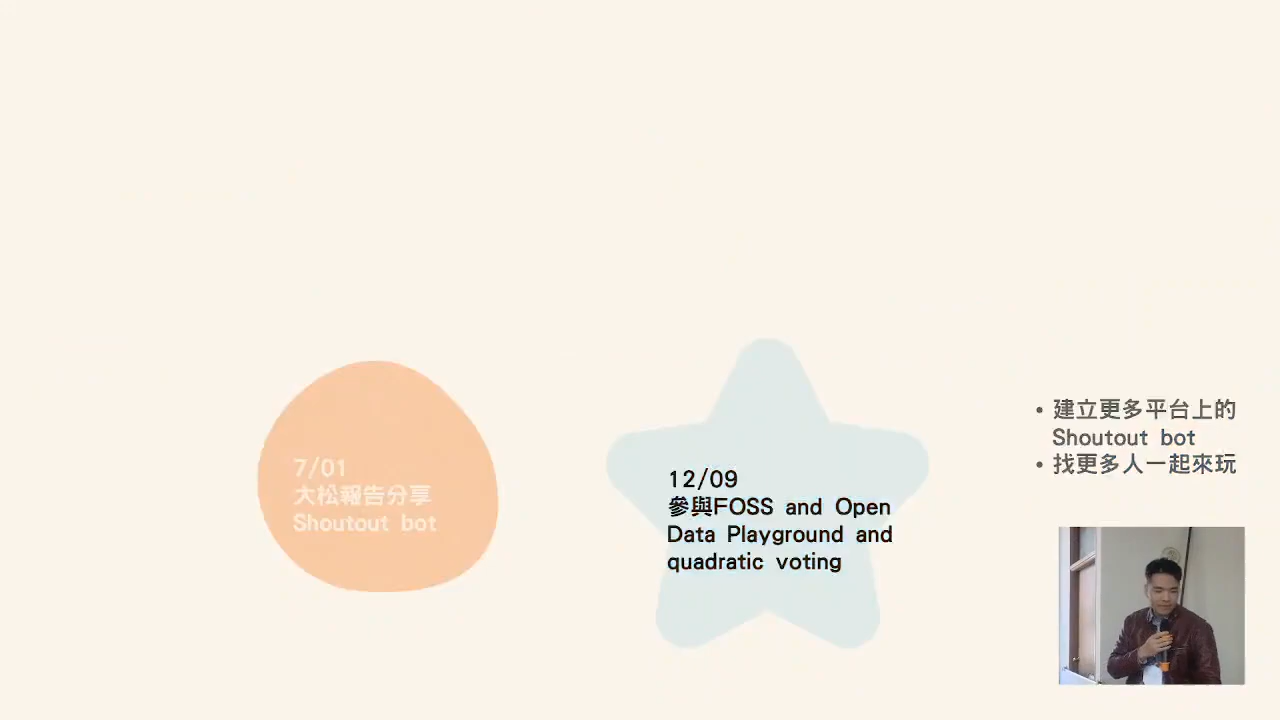 7/01
大松報告分享
Shoutout bot
12/09
參與FOSS and Open
Data Playground and
quadratic voting
• 建立更多平台上的
Shoutout bot
• 找更多人一起來玩